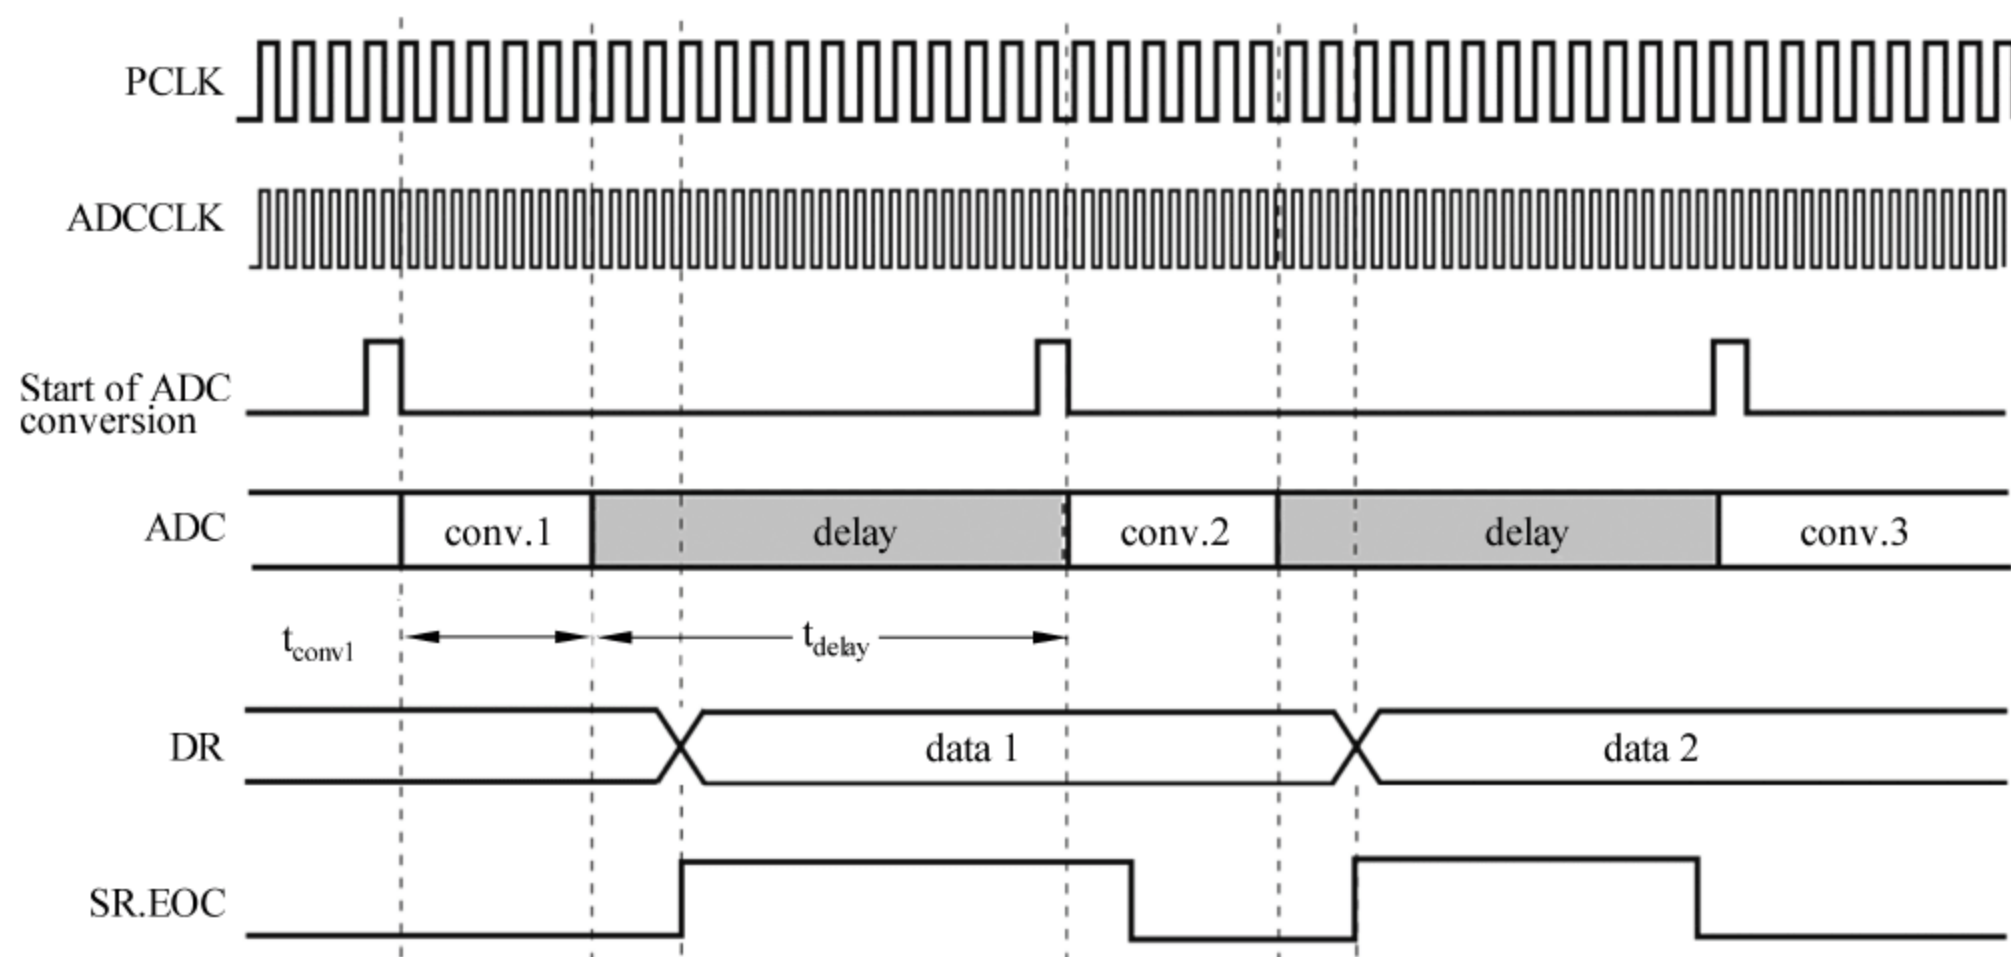 PCLK
ADCCLK
Start of ADC
conversion
ADC
conv.1
delay
conv.2
delay
conv.3
tconv1
tdelay
DR
data 1
data 2
SR.EOC